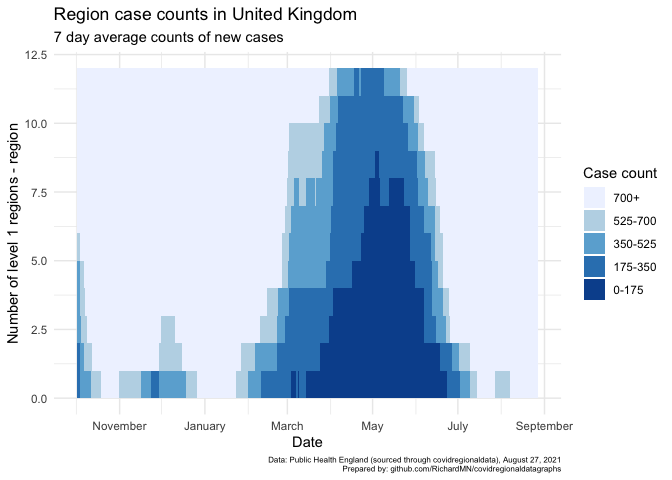 Region case counts in United Kingdom
7 day average counts of new cases
Number of level 1 regions - region
12.5
10.0
7.5
5.0
2.5
0.0
November
January
March
May
July
September
Date
Case count
700+
525-700
350-525
175-350
0-175
Data: Public Health England (sourced through covidregionaldata), August 27, 2021
Prepared by: github.com/RichardMN/covidregionaldatagraphs